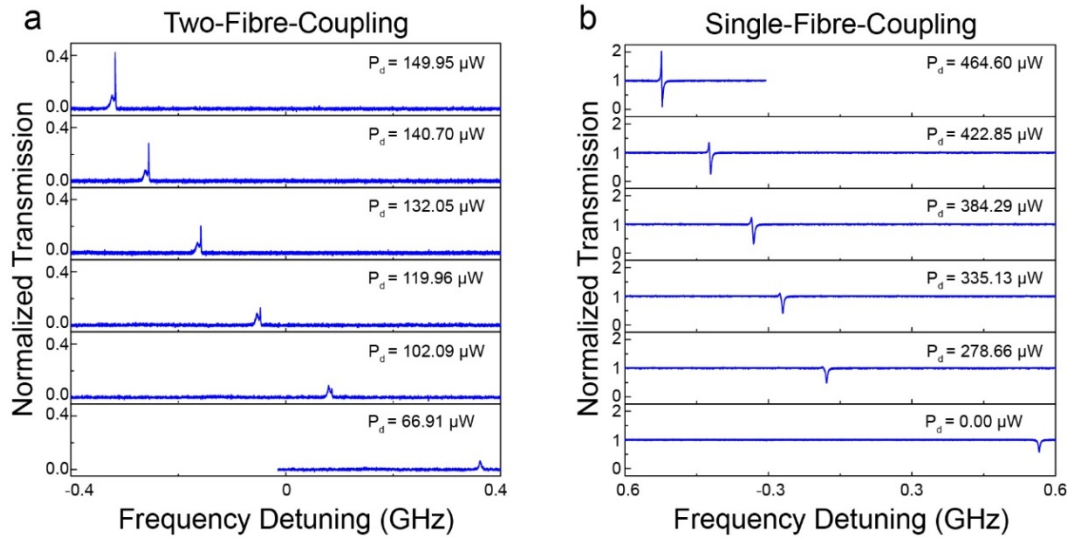 a
Two-Fibre-Coupling
Normalized Transmission
0.4
0.0
P_d = 149.95 µW
0.4
0.0
P_d = 140.70 µW
0.4
0.0
P_d = 132.05 µW
0.4
0.0
P_d = 119.96 µW
0.4
0.0
P_d = 102.09 µW
0.4
0.0
P_d = 66.91 µW
-0.4 0 0.4
Frequency Detuning (GHz)
b
Single-Fibre-Coupling
Normalized Transmission
2
1
0
P_d = 464.60 µW
2
1
0
P_d = 422.85 µW
2
1
0
P_d = 384.29 µW
2
1
0
P_d = 335.13 µW
2
1
0
P_d = 278.66 µW
2
1
0
P_d = 0.00 µW
0.6 -0.3 0.3 0.6
Frequency Detuning (GHz)